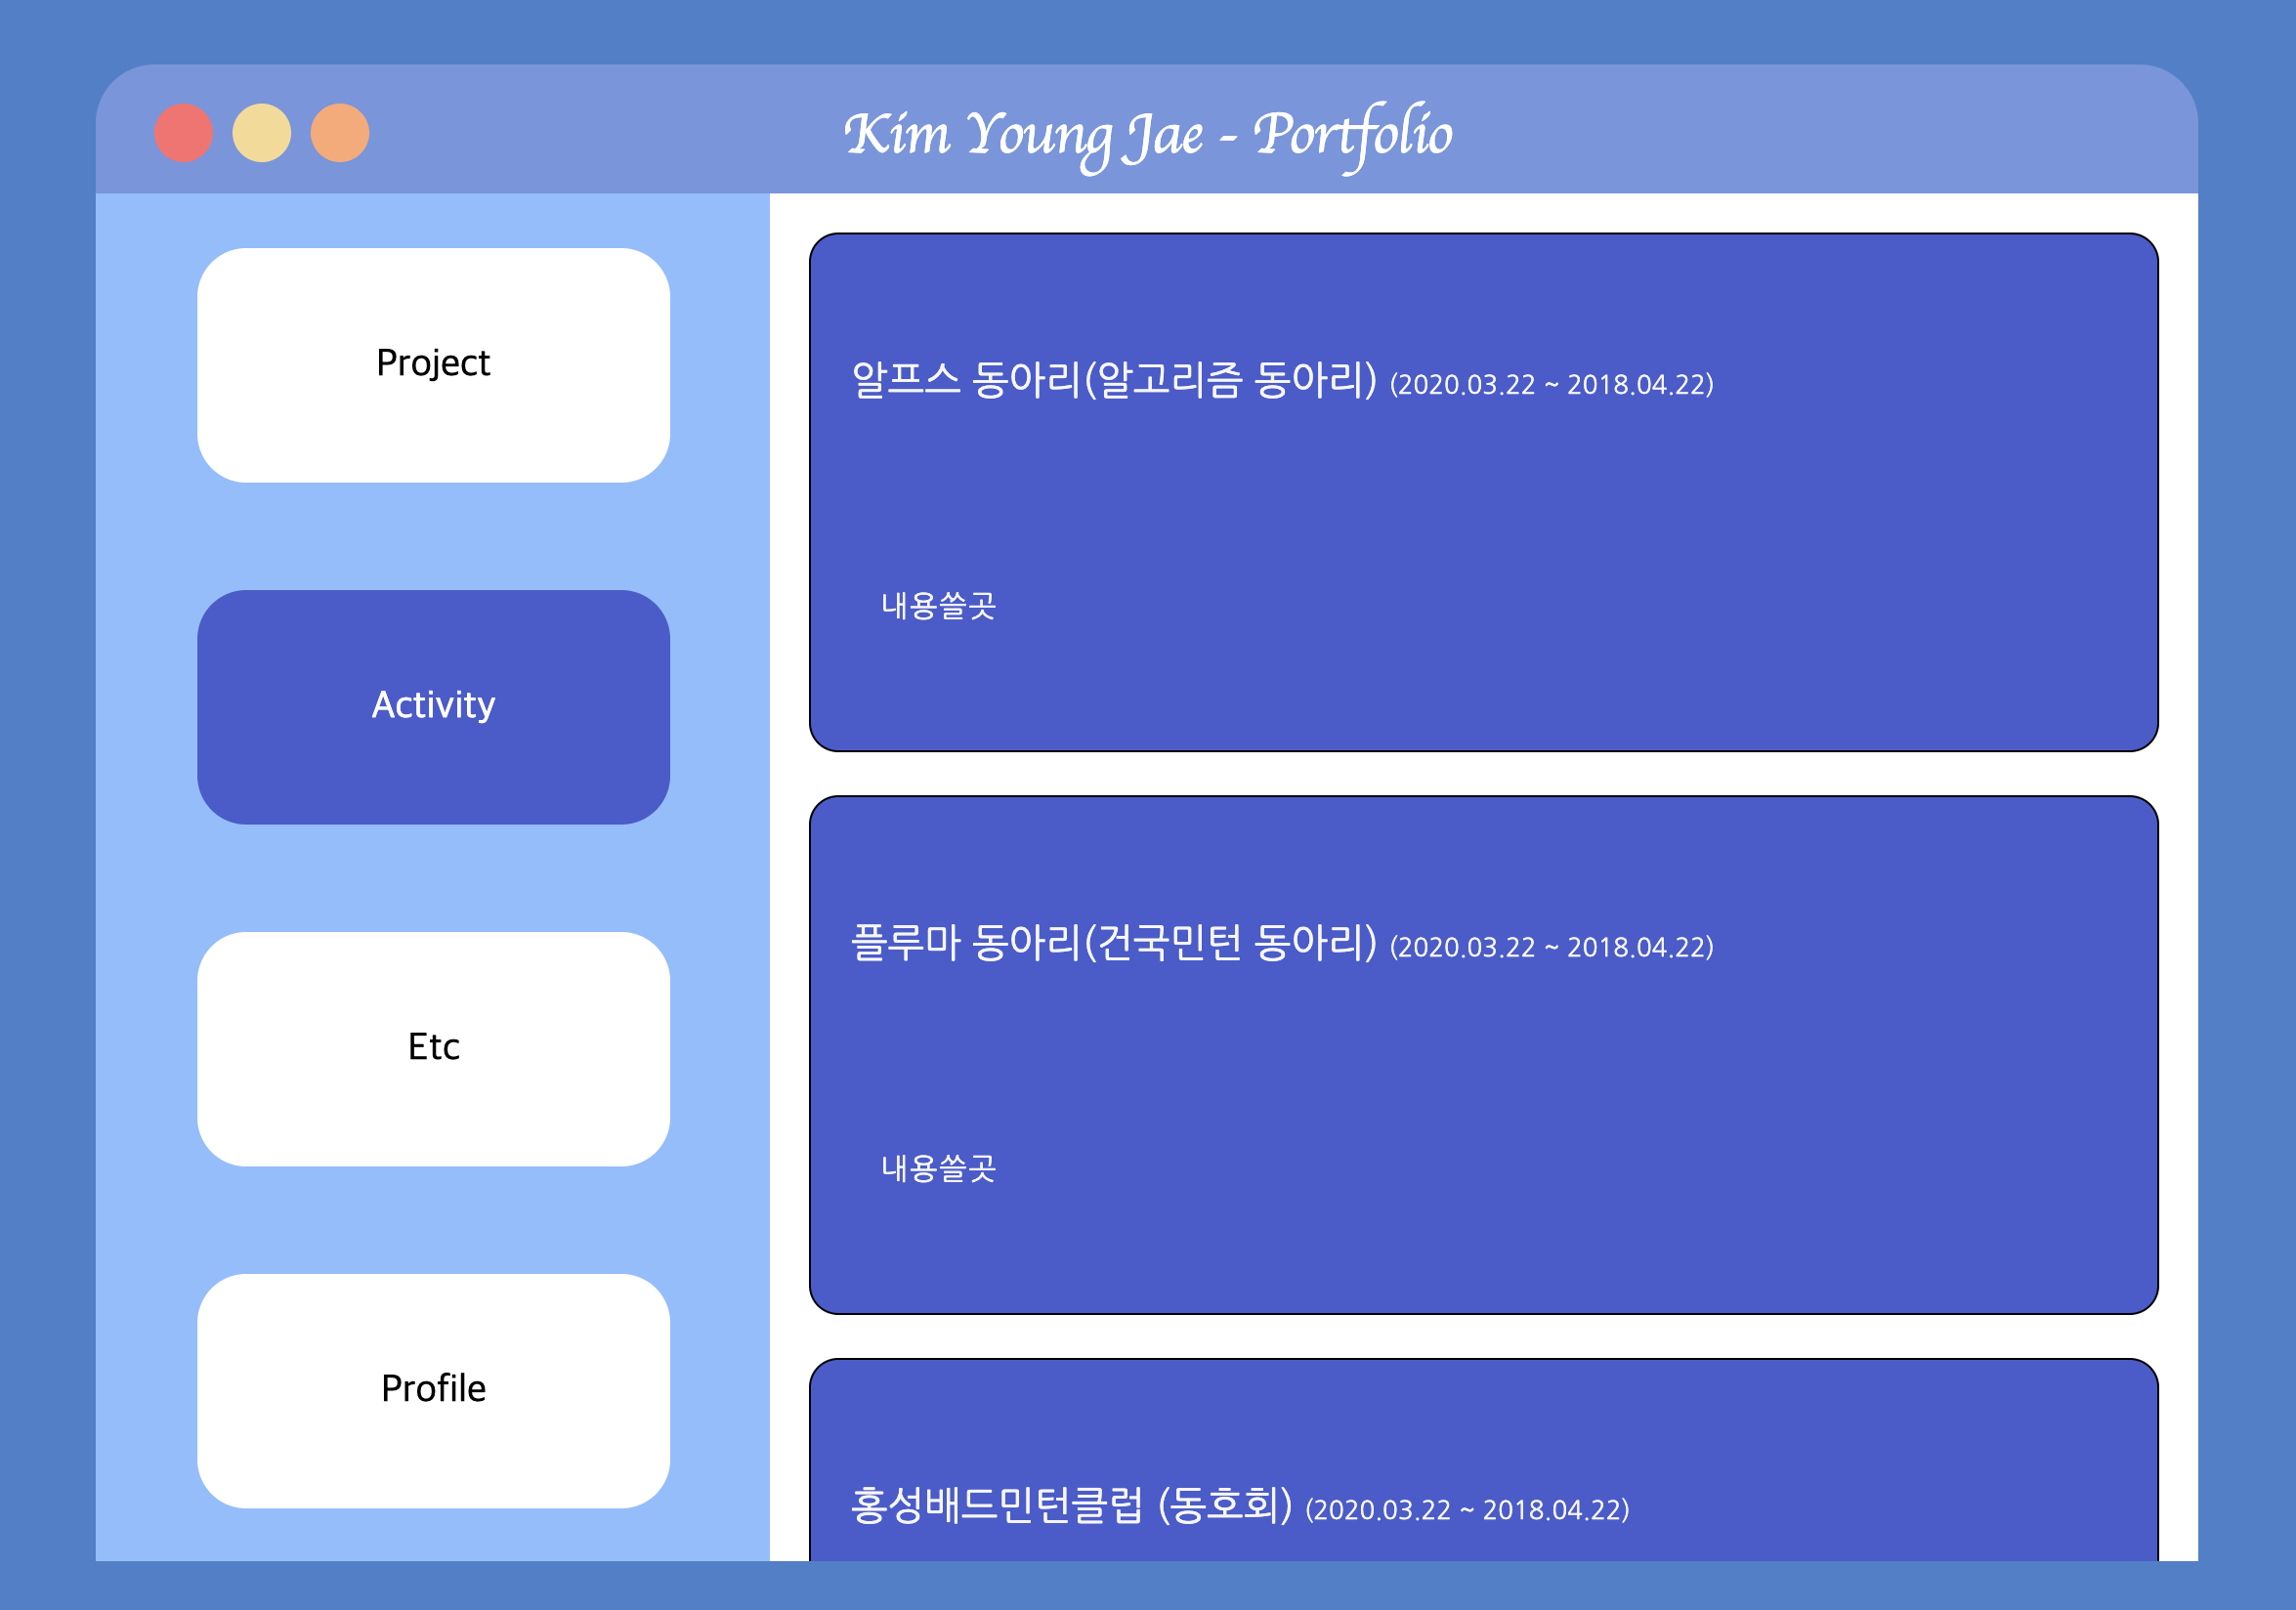 Kim Young Jae - Portfolio
Project
Activity
Etc
Profile
알프스 동아리(알고리즘 동아리) (2020.03.22 ~ 2018.04.22)
내용쓸곳
플루마 동아리(건국민턴 동아리) (2020.03.22 ~ 2018.04.22)
내용쓸곳
홍성배드민턴클럽 (동호회) (2020.03.22 ~ 2018.04.22)